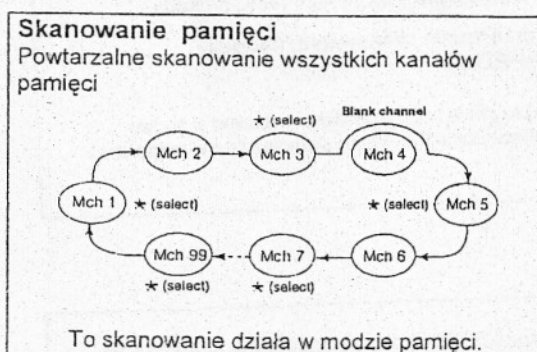 Skanowanie pamięci
Powtarzalne skanowanie wszystkich kanałów
pamięci
Blank channel
★ (select)
Mch 2
Mch 3
Mch 4
Mch 1
★ (select)
★ (select)
Mch 5
Mch 99
Mch 7
Mch 6
★ (select)
★ (select)
To skanowanie działa w modzie pamięci.